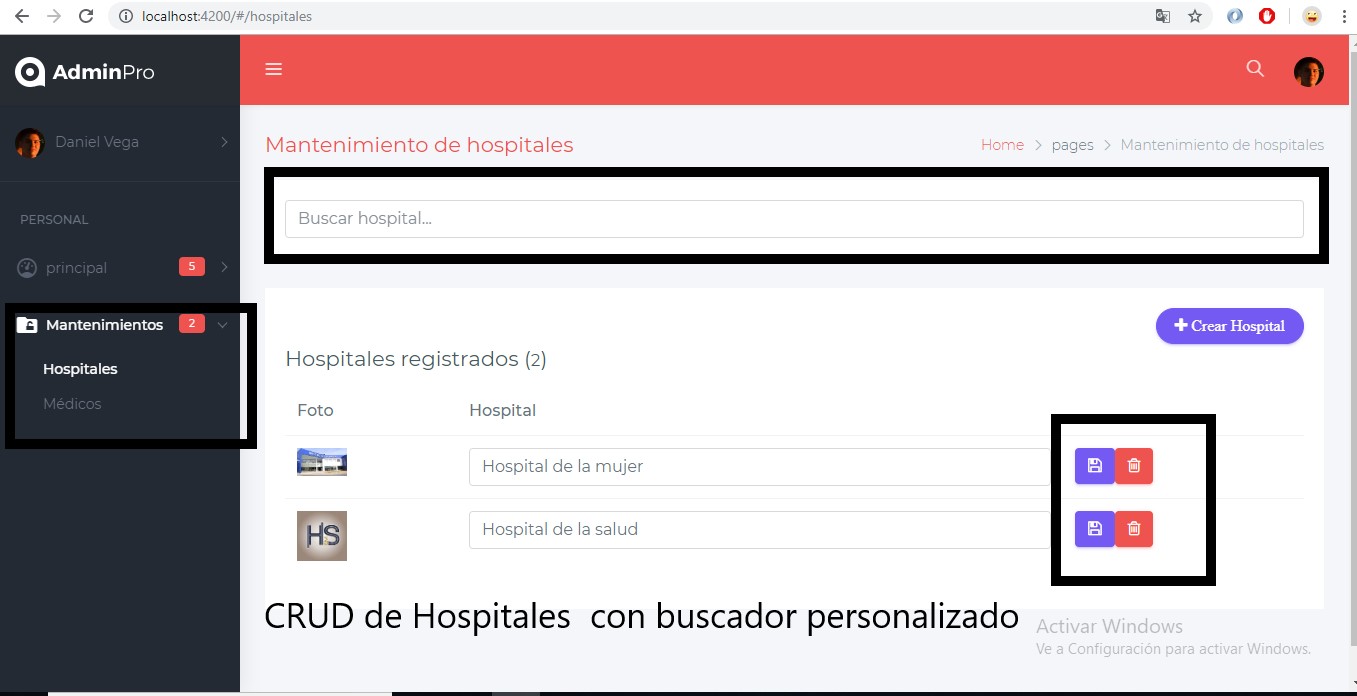 localhost:4200/#/hospitales
AdminPro
Daniel Vega
Mantenimiento de hospitales
Home > pages > Mantenimiento de hospitales
Buscar hospital...
PERSONAL
principal 5
Mantenimientos 2
Hospitales
Médicos
Crear Hospital
Hospitales registrados (2)
Foto Hospital
Hospital de la mujer
HS Hospital de la salud
CRUD de Hospitales con buscador personalizado
Activar Windows
Ve a Configuración para activar Windows.